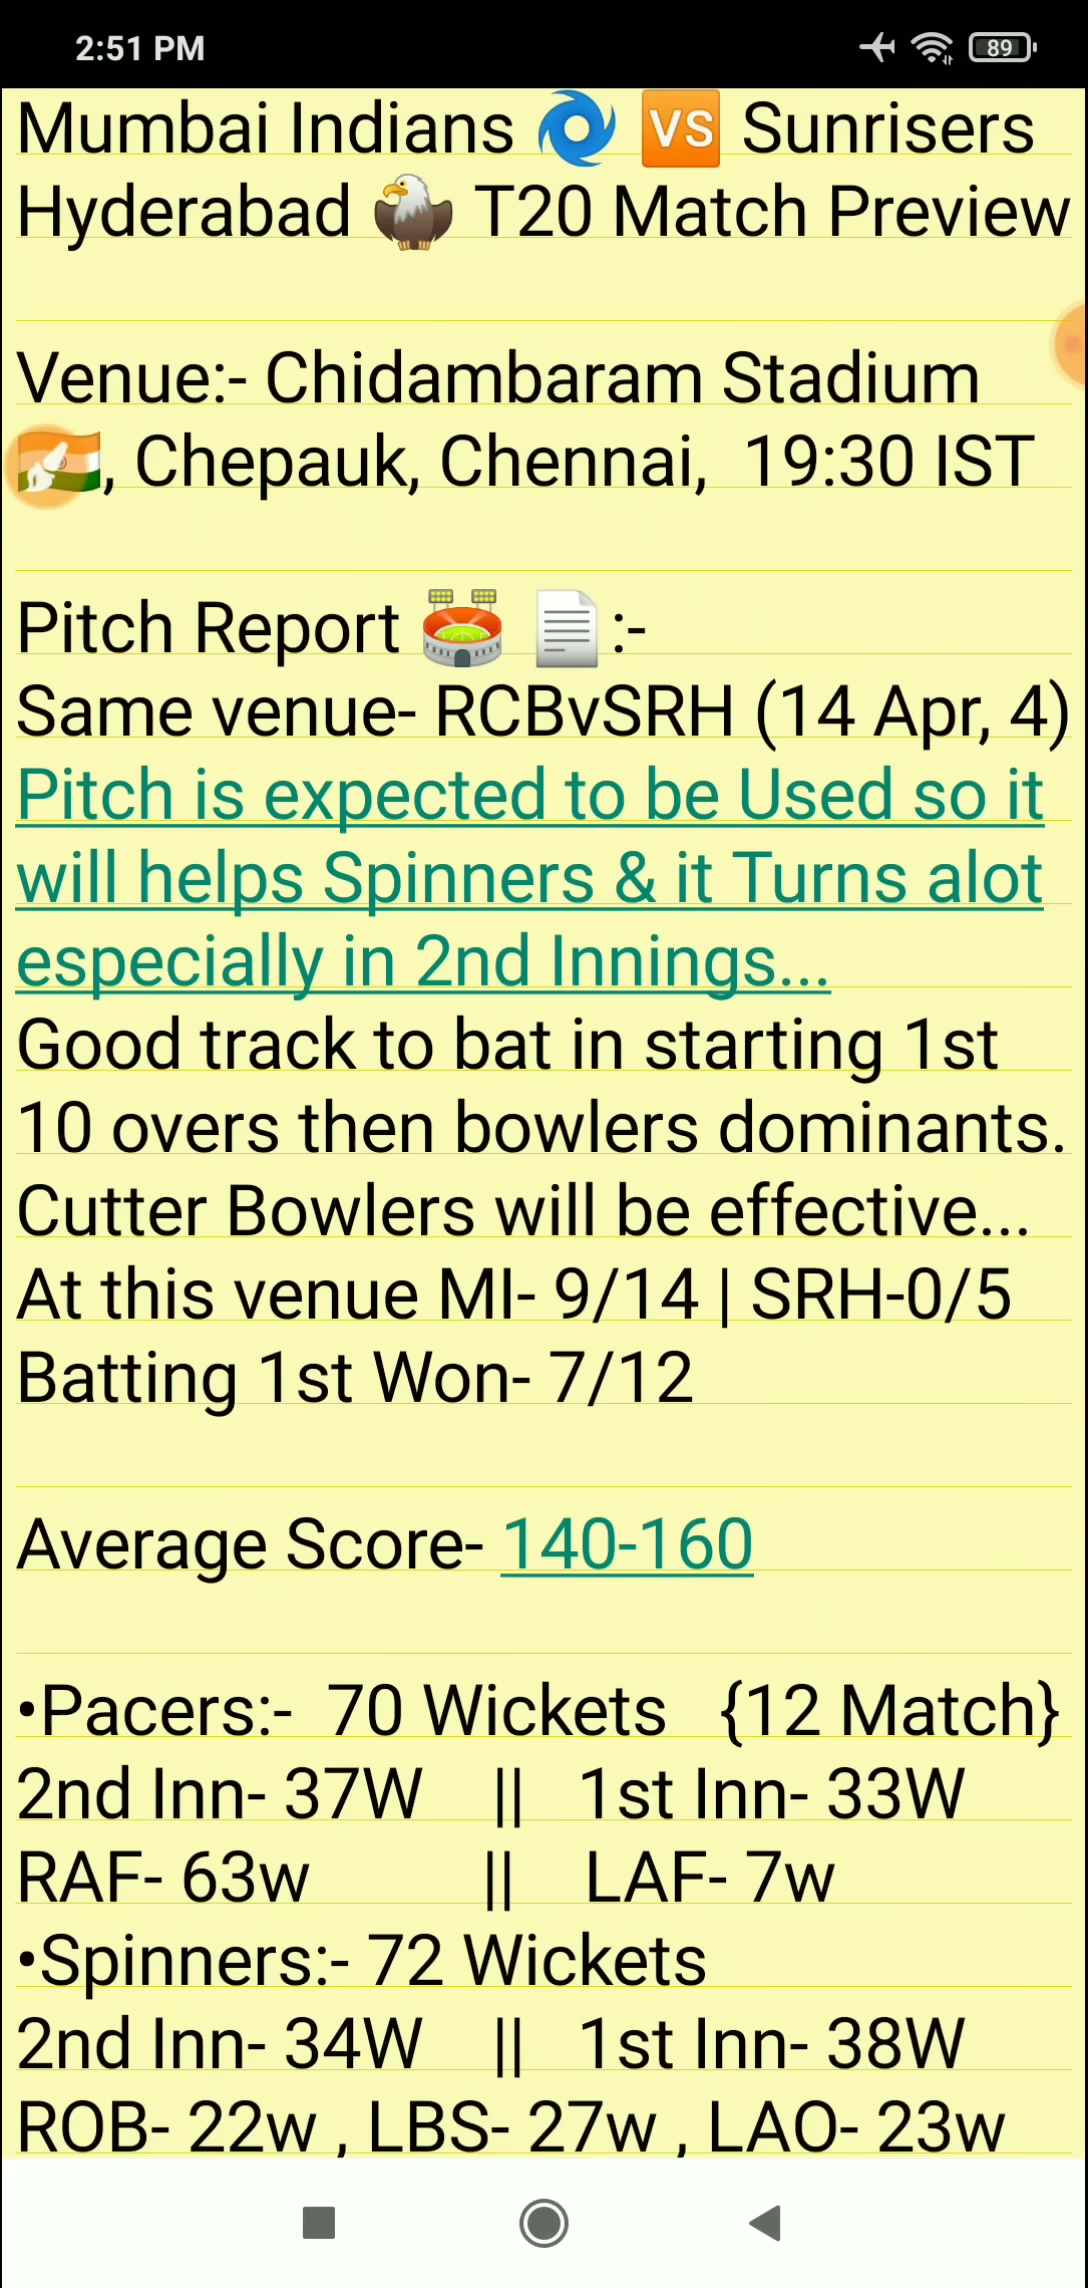 2:51 PM
89
Mumbai Indians 🌀 🆚 Sunrisers
Hyderabad 🦅 T20 Match Preview
Venue:- Chidambaram Stadium
🇮🇳, Chepauk, Chennai,  19:30 IST
Pitch Report 🏟 📄:-
Same venue- RCBvSRH (14 Apr, 4)
Pitch is expected to be Used so it
will helps Spinners & it Turns alot
especially in 2nd Innings...
Good track to bat in starting 1st
10 overs then bowlers dominants.
Cutter Bowlers will be effective...
At this venue MI- 9/14 | SRH-0/5
Batting 1st Won- 7/12
Average Score- 140-160
•Pacers:-  70 Wickets   {12 Match}
2nd Inn- 37W    ||   1st Inn- 33W
RAF- 63w          ||    LAF- 7w
•Spinners:- 72 Wickets
2nd Inn- 34W    ||   1st Inn- 38W
ROB- 22w , LBS- 27w , LAO- 23w